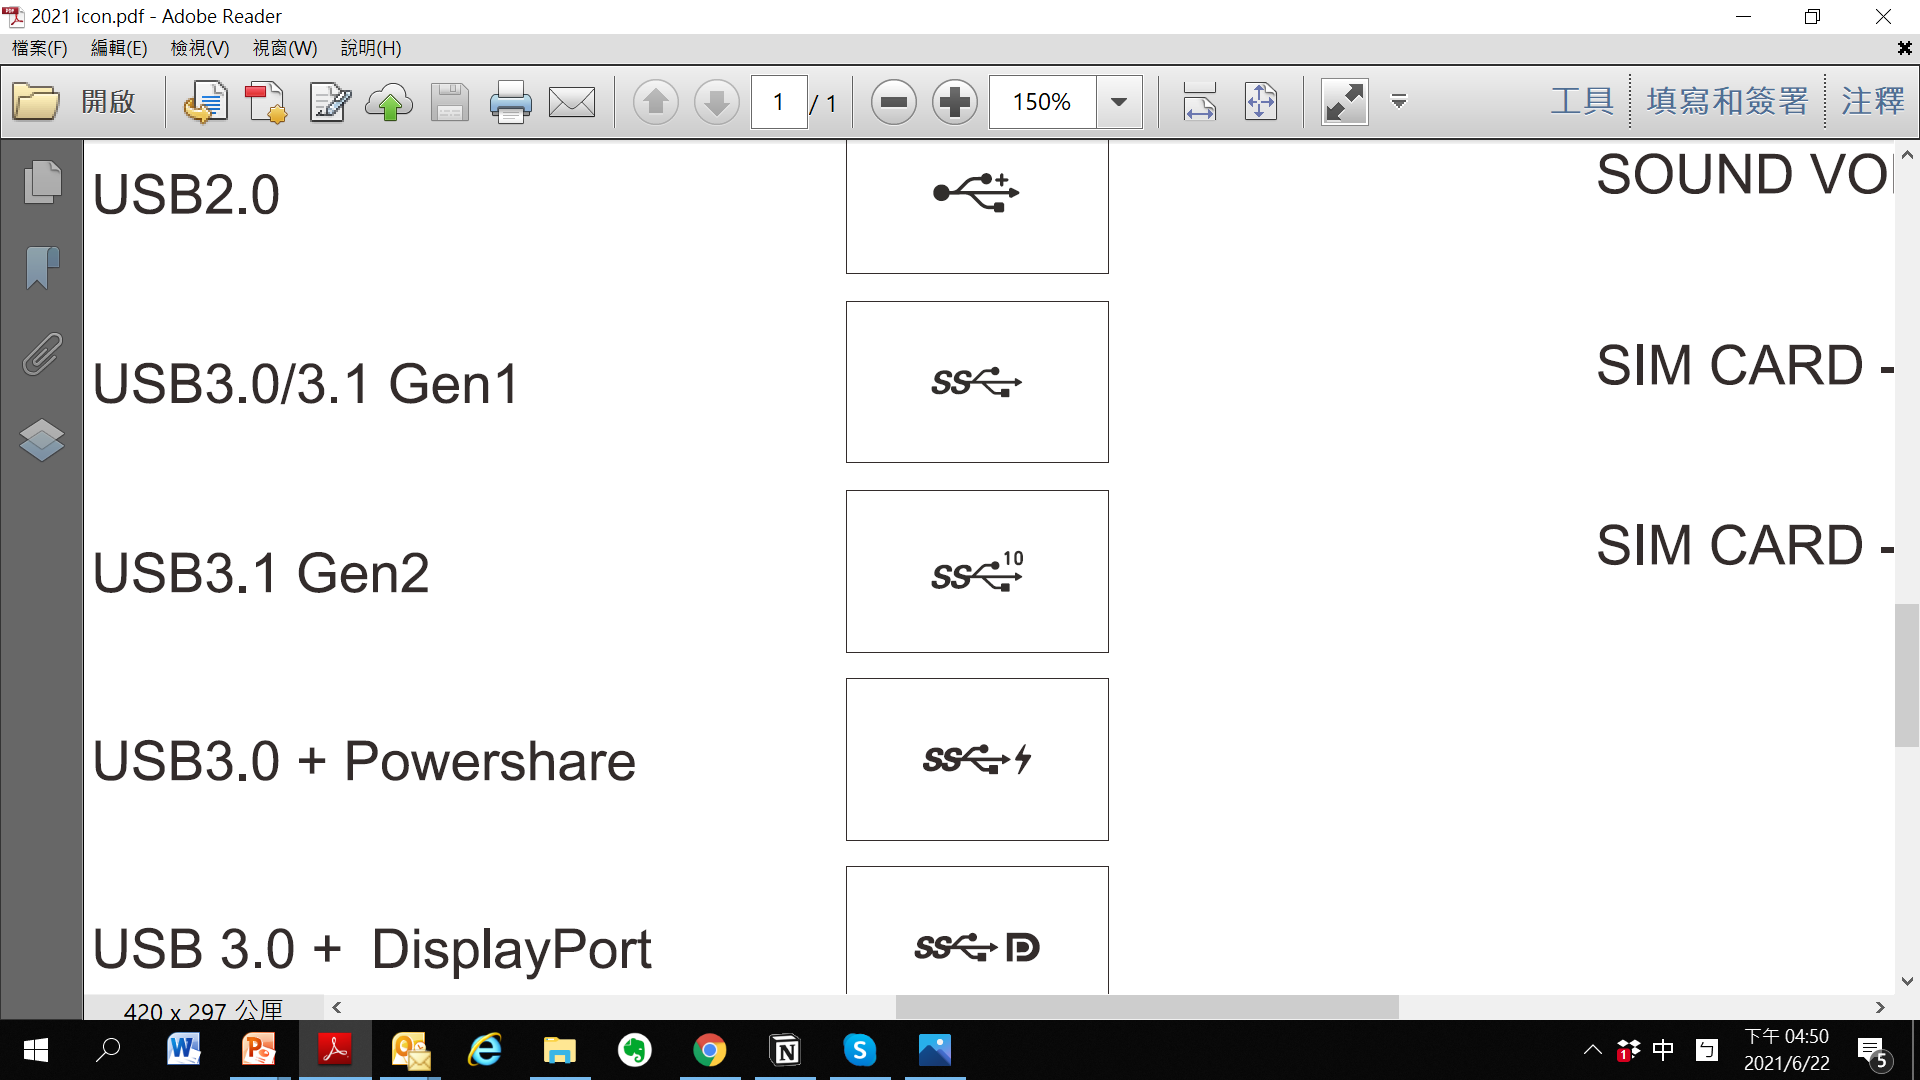 2021 icon.pdf - Adobe Reader
檔案(F) 編輯(E) 檢視(V) 視窗(W) 說明(H)
開啟 1 / 1 150% 工具 填寫和簽署 注釋
USB2.0
SOUND VO
USB3.0/3.1 Gen1
SS
SIM CARD -
USB3.1 Gen2
SS 10
SIM CARD -
USB3.0 + Powershare
SS
USB 3.0 + DisplayPort
SS D
420 x 297 公厘
中 ㄅ 下午 04:50
2021/6/22
1
5